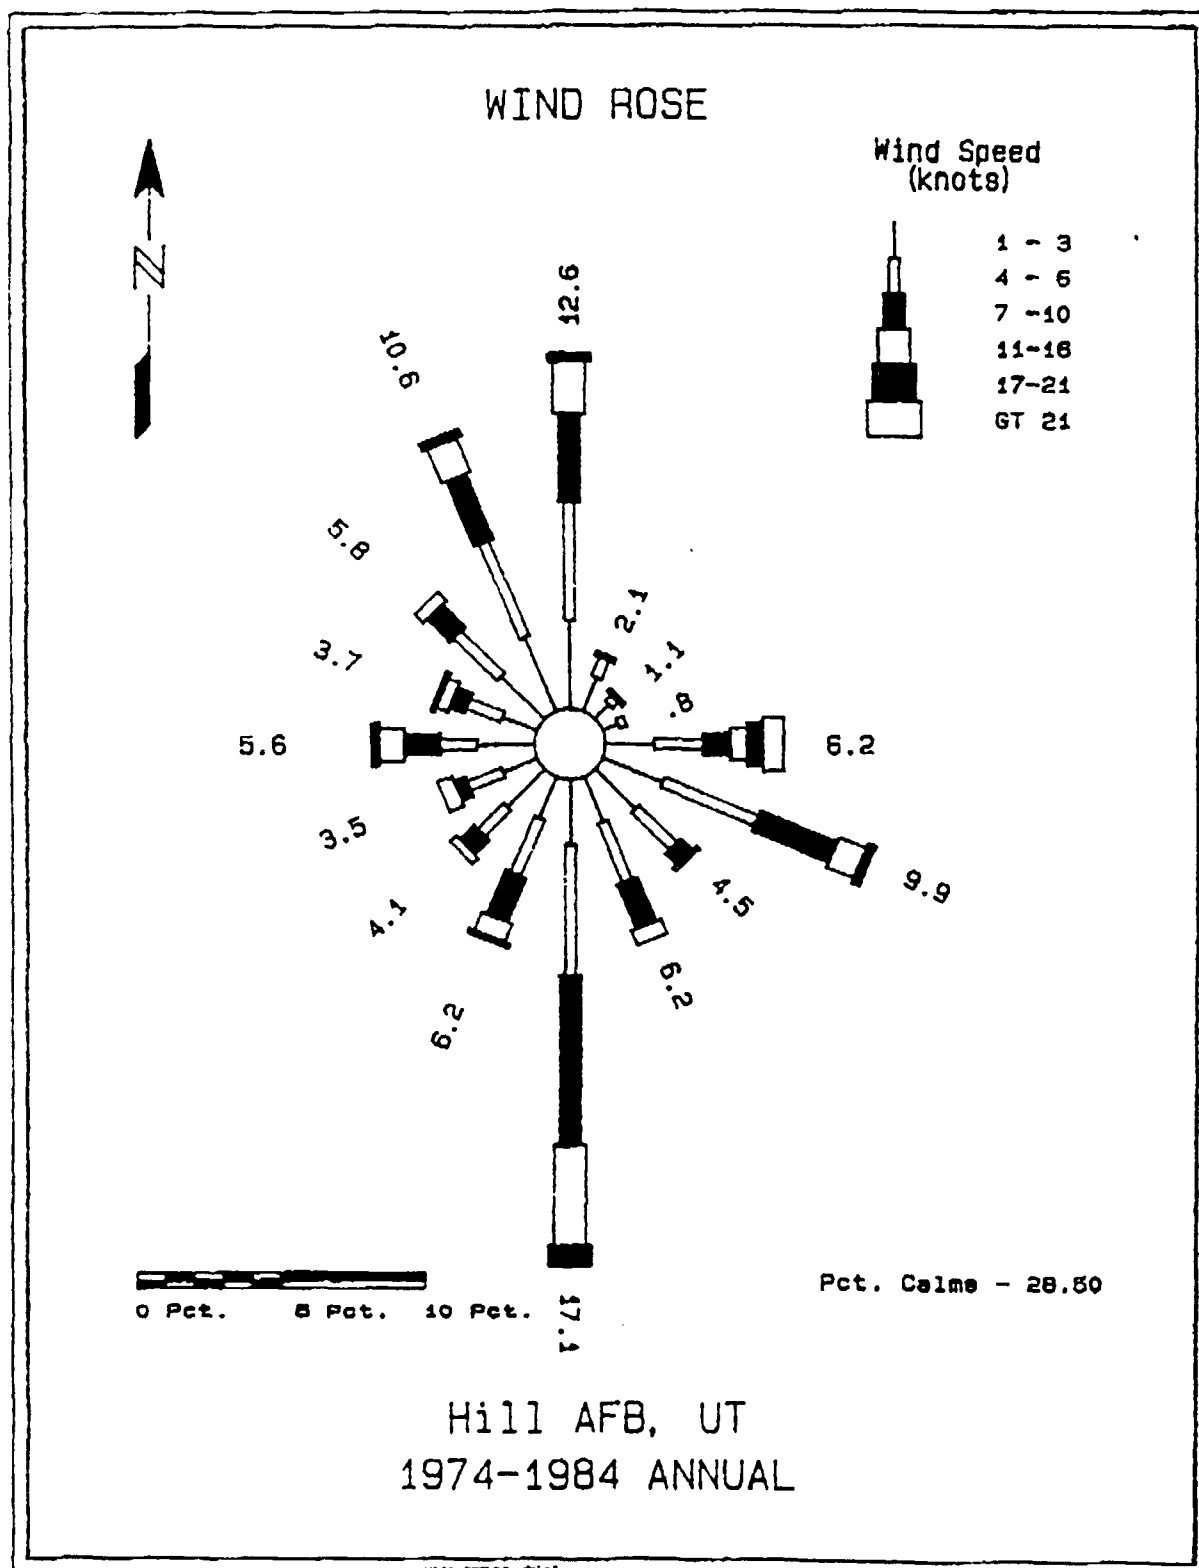 WIND ROSE
N
Wind Speed
(knots)
1 - 3
4 - 6
7 -10
11-16
17-21
GT 21
12.6
10.6
5.8
2.1
3.7
1.1
.8
5.6
6.2
3.5
9.9
4.5
4.1
6.2
6.2
0 Pct. 5 Pct. 10 Pct.
Pct. Calms - 28.50
17.1
Hill AFB, UT
1974-1984 ANNUAL